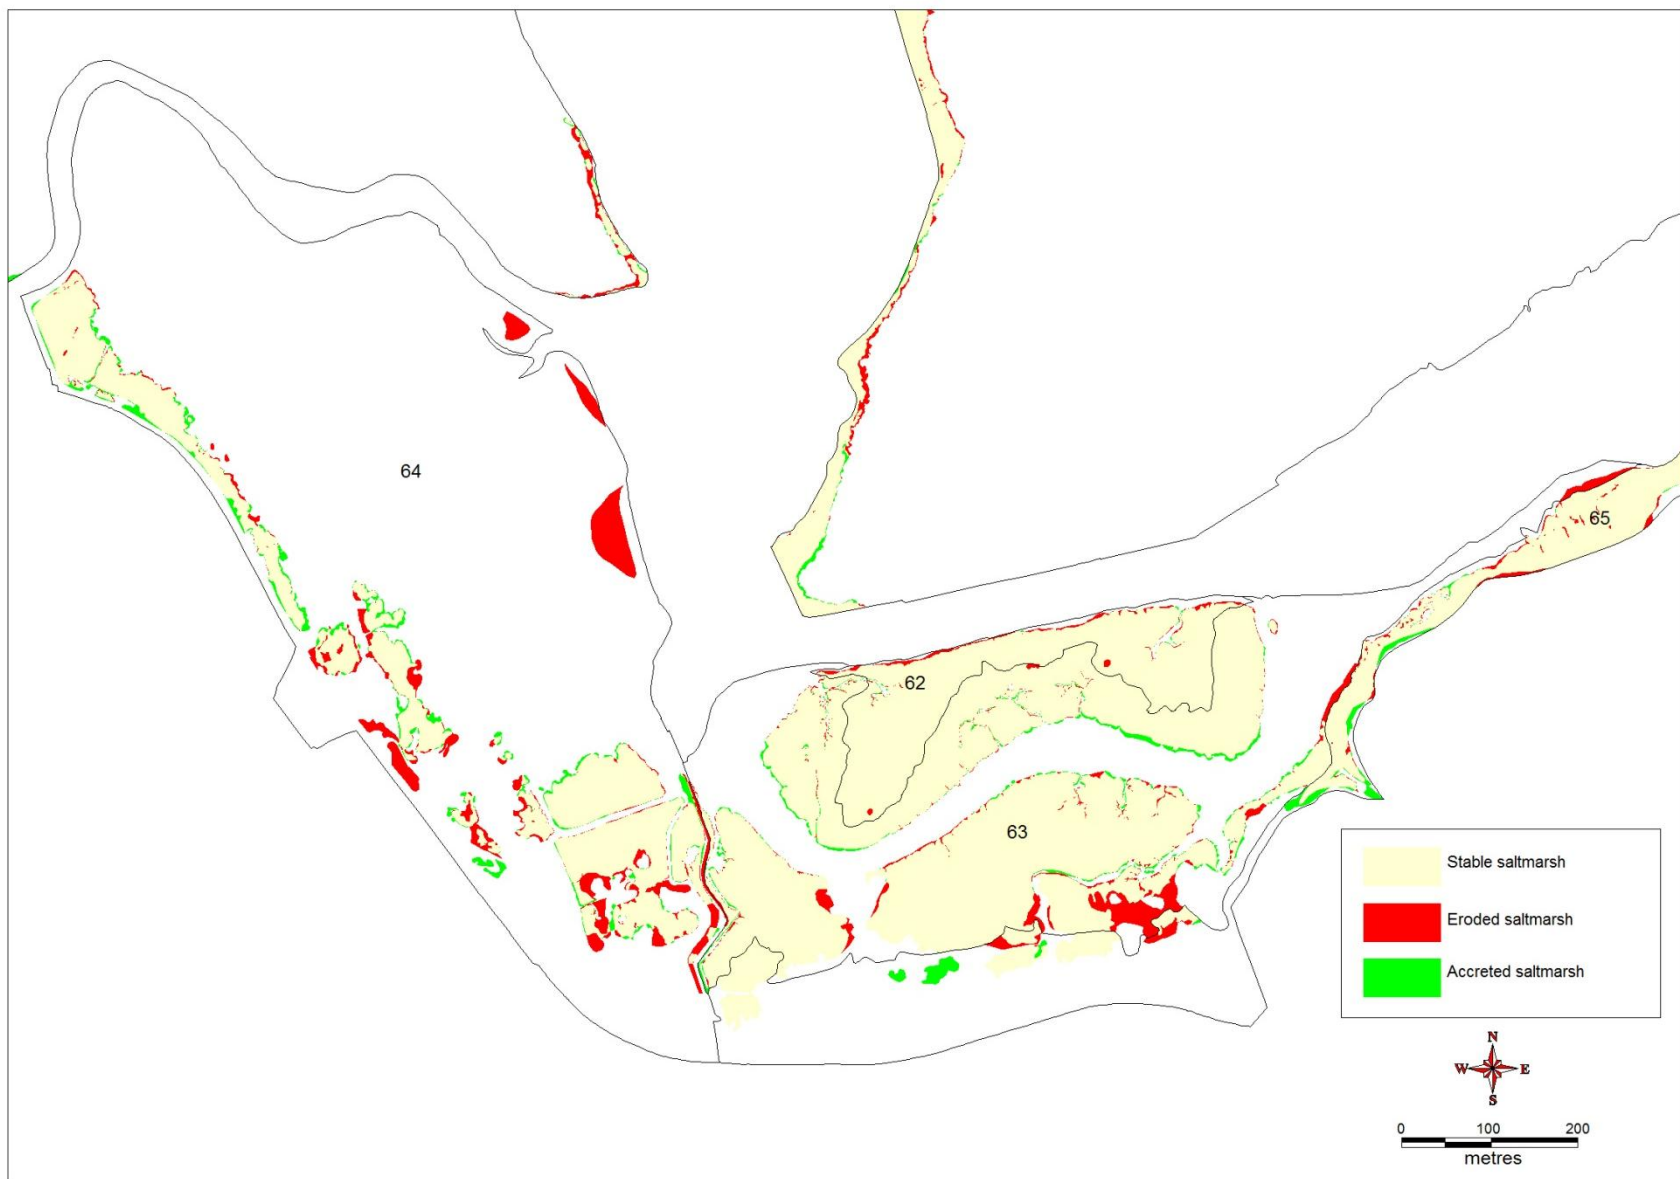 64
65
62
63
Stable saltmarsh
Eroded saltmarsh
Accreted saltmarsh
N
W E
S
0 100 200
metres